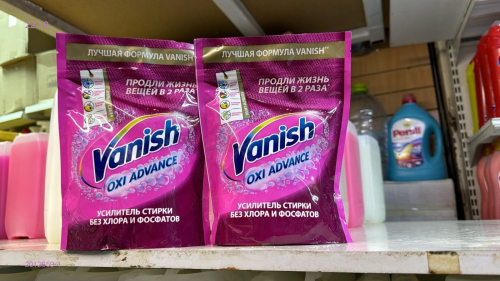 ЛУЧШАЯ ФОРМУЛА VANISH
ПРОДЛИ ЖИЗНЬ
ВЕЩЕЙ В 2 РАЗА
Vanish
OXI ADVANCE
УСИЛИТЕЛЬ СТИРКИ
БЕЗ ХЛОРА И ФОСФАТОВ
ЛУЧШАЯ ФОРМУЛА VANISH
ПРОДЛИ ЖИЗНЬ
ВЕЩЕЙ В 2 РАЗА
Vanish
OXI ADVANCE
УСИЛИТЕЛЬ СТИРКИ
БЕЗ ХЛОРА И ФОСФАТОВ
Persil